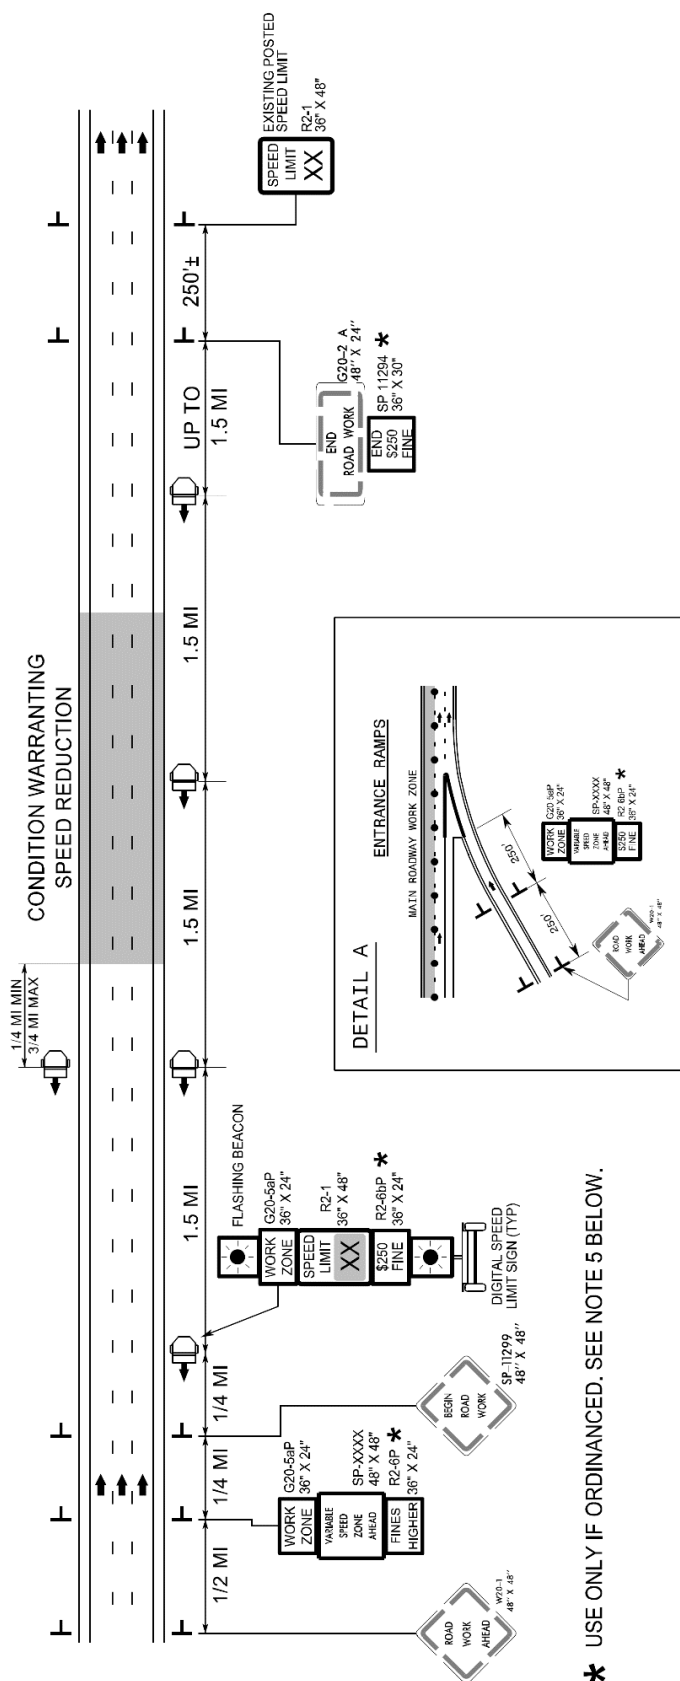 CONDITION WARRANTING
SPEED REDUCTION
1/4 MI MIN
3/4 MI MAX
1/2 MI
1/4 MI
1/4 MI
1.5 MI
1.5 MI
1.5 MI
UP TO
1.5 MI
250'±
ROAD
WORK
AHEAD
W20-1
48" X 48"
WORK
ZONE
VARIABLE
SPEED
ZONE
AHEAD
FINES
HIGHER
G20-5aP
36" X 24"
SP-XXXX
48" X 48"
R2-6P *
36" X 24"
BEGIN
ROAD
WORK
SP-11299
48" X 48"
FLASHING BEACON
WORK
ZONE
SPEED
LIMIT
XX
$250
FINE
G20-5aP
36" X 24"
R2-1
36" X 48"
R2-6bP *
36" X 24"
DIGITAL SPEED
LIMIT SIGN (TYP)
END
ROAD WORK
G20-2 A
48" X 24"
END
$250
FINE
SP 11294 *
36" X 30"
SPEED
LIMIT
XX
EXISTING POSTED
SPEED LIMIT
R2-1
36" X 48"
DETAIL A
ENTRANCE RAMPS
MAIN ROADWAY WORK ZONE
250'
250'
ROAD
WORK
AHEAD
W20-1
48" X 48"
WORK
ZONE
VARIABLE
SPEED
ZONE
AHEAD
$250
FINE
G20 5aP
36" X 24"
SP-XXXX
48" X 48"
R2 6bP *
36" X 24"
* USE ONLY IF ORDINANCED. SEE NOTE 5 BELOW.